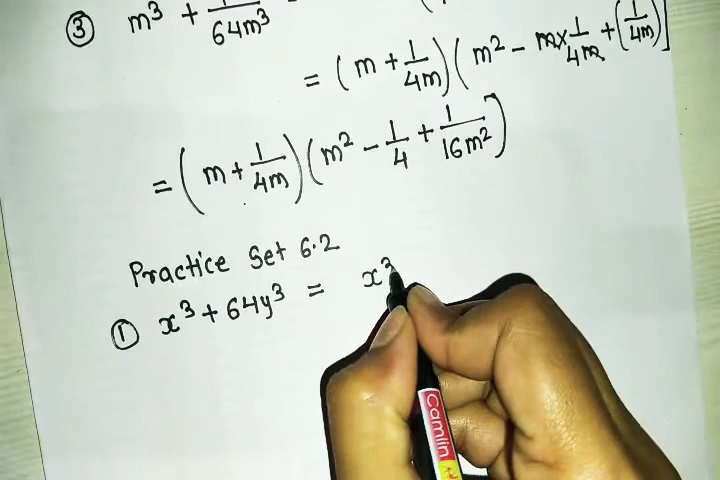 ③ m³ + 1/64m³
= (m + 1/4m) (m² - m × 1/4m + (1/4m)]
= (m + 1/4m) (m² - 1/4 + 1/16m²)
Practice Set 6.2
① x³ + 64y³ = x³
Camlin